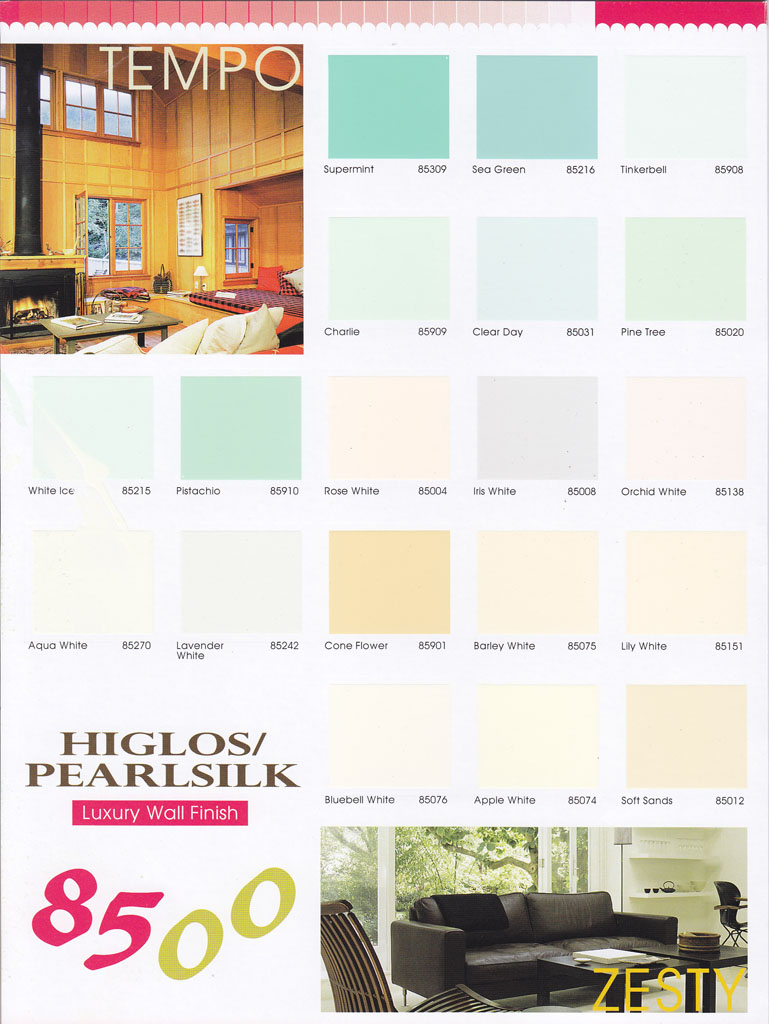 TEMPO
Supermint 85309
Sea Green 85216
Tinkerbell 85908
Charlie 85909
Clear Day 85031
Pine Tree 85020
White Ice 85215
Pistachio 85910
Rose White 85004
Iris White 85008
Orchid White 85138
Aqua White 85270
Lavender 85242
White
Cone Flower 85901
Barley White 85075
Lily White 85151
Bluebell White 85076
Apple White 85074
Soft Sands 85012
HIGLOS/
PEARLSILK
Luxury Wall Finish
8500
ZESTY